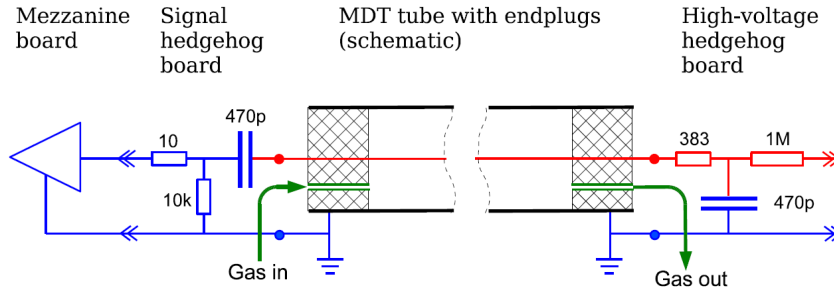 Mezzanine
board
Signal
hedgehog
board
MDT tube with endplugs
(schematic)
High-voltage
hedgehog
board
470p
10
10k
383
1M
470p
Gas in
Gas out